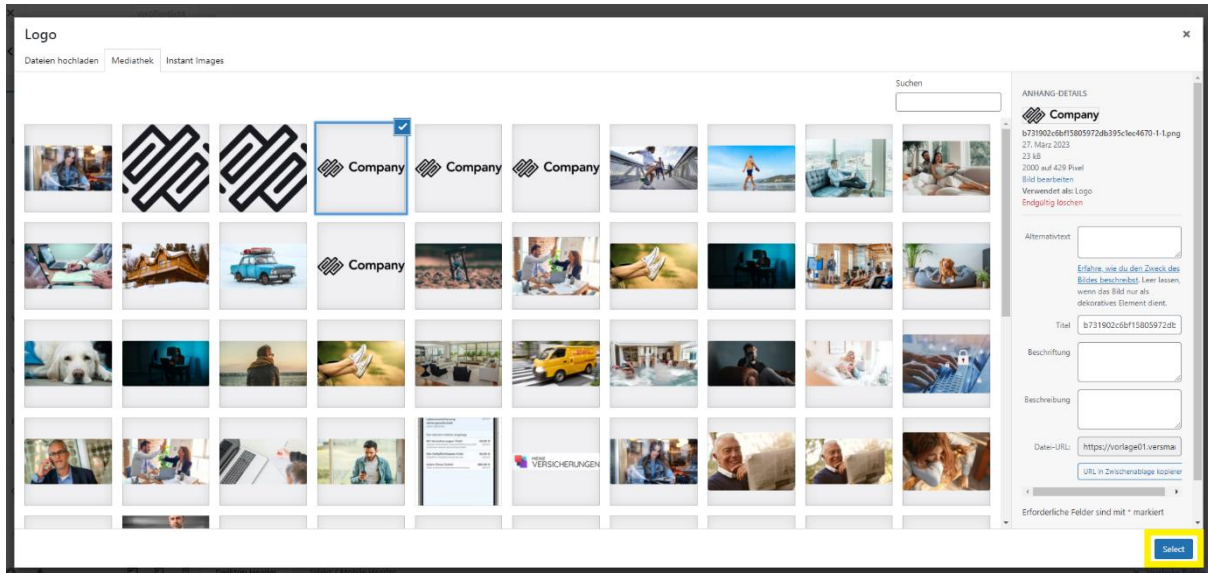 Logo
Dateien hochladen Mediathek Instant Images
Suchen
Company Company Company
Company
MEINE
VERSICHERUNGEN
ANHANG-DETAILS
Company
b731902c6bf15805972db395c1ec4670-1-1.png
27. März 2023
23 kB
2000 auf 429 Pixel
Bild bearbeiten
Verwendet als: Logo
Endgültig löschen
Alternativtext
Erfahre, wie du den Zweck des
Bildes beschreibst. Leer lassen,
wenn das Bild nur als
dekoratives Element dient.
Titel b731902c6bf15805972db
Beschriftung
Beschreibung
Datei-URL: https://vorlage01.versma
URL in Zwischenablage kopieren
Erforderliche Felder sind mit * markiert
Select